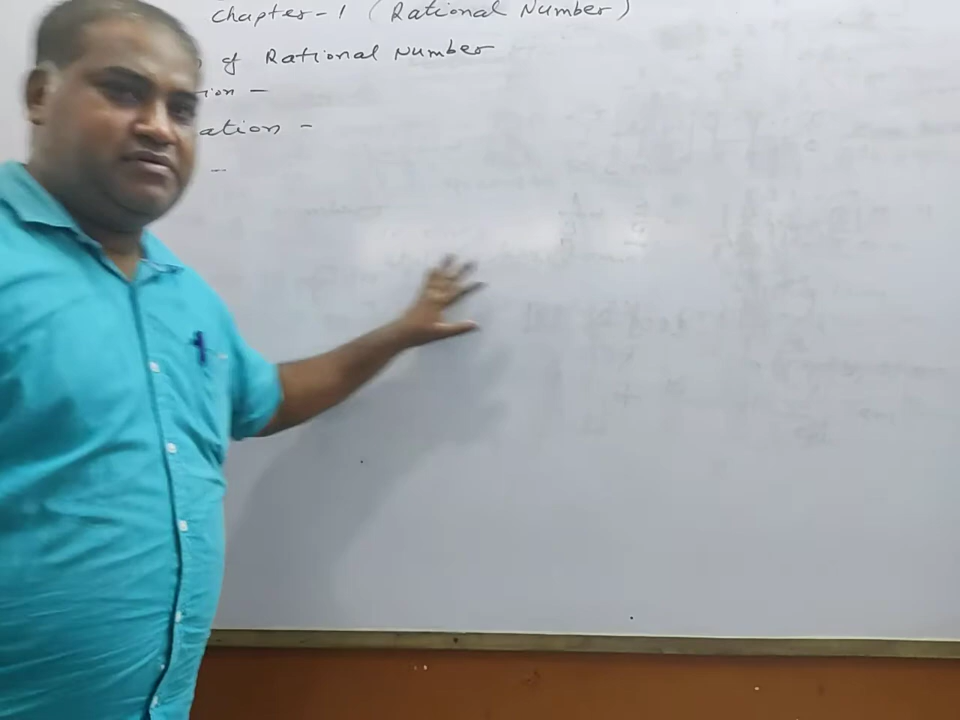 Chapter-1 (Rational Number)
of Rational Number
ion -
ation -
-